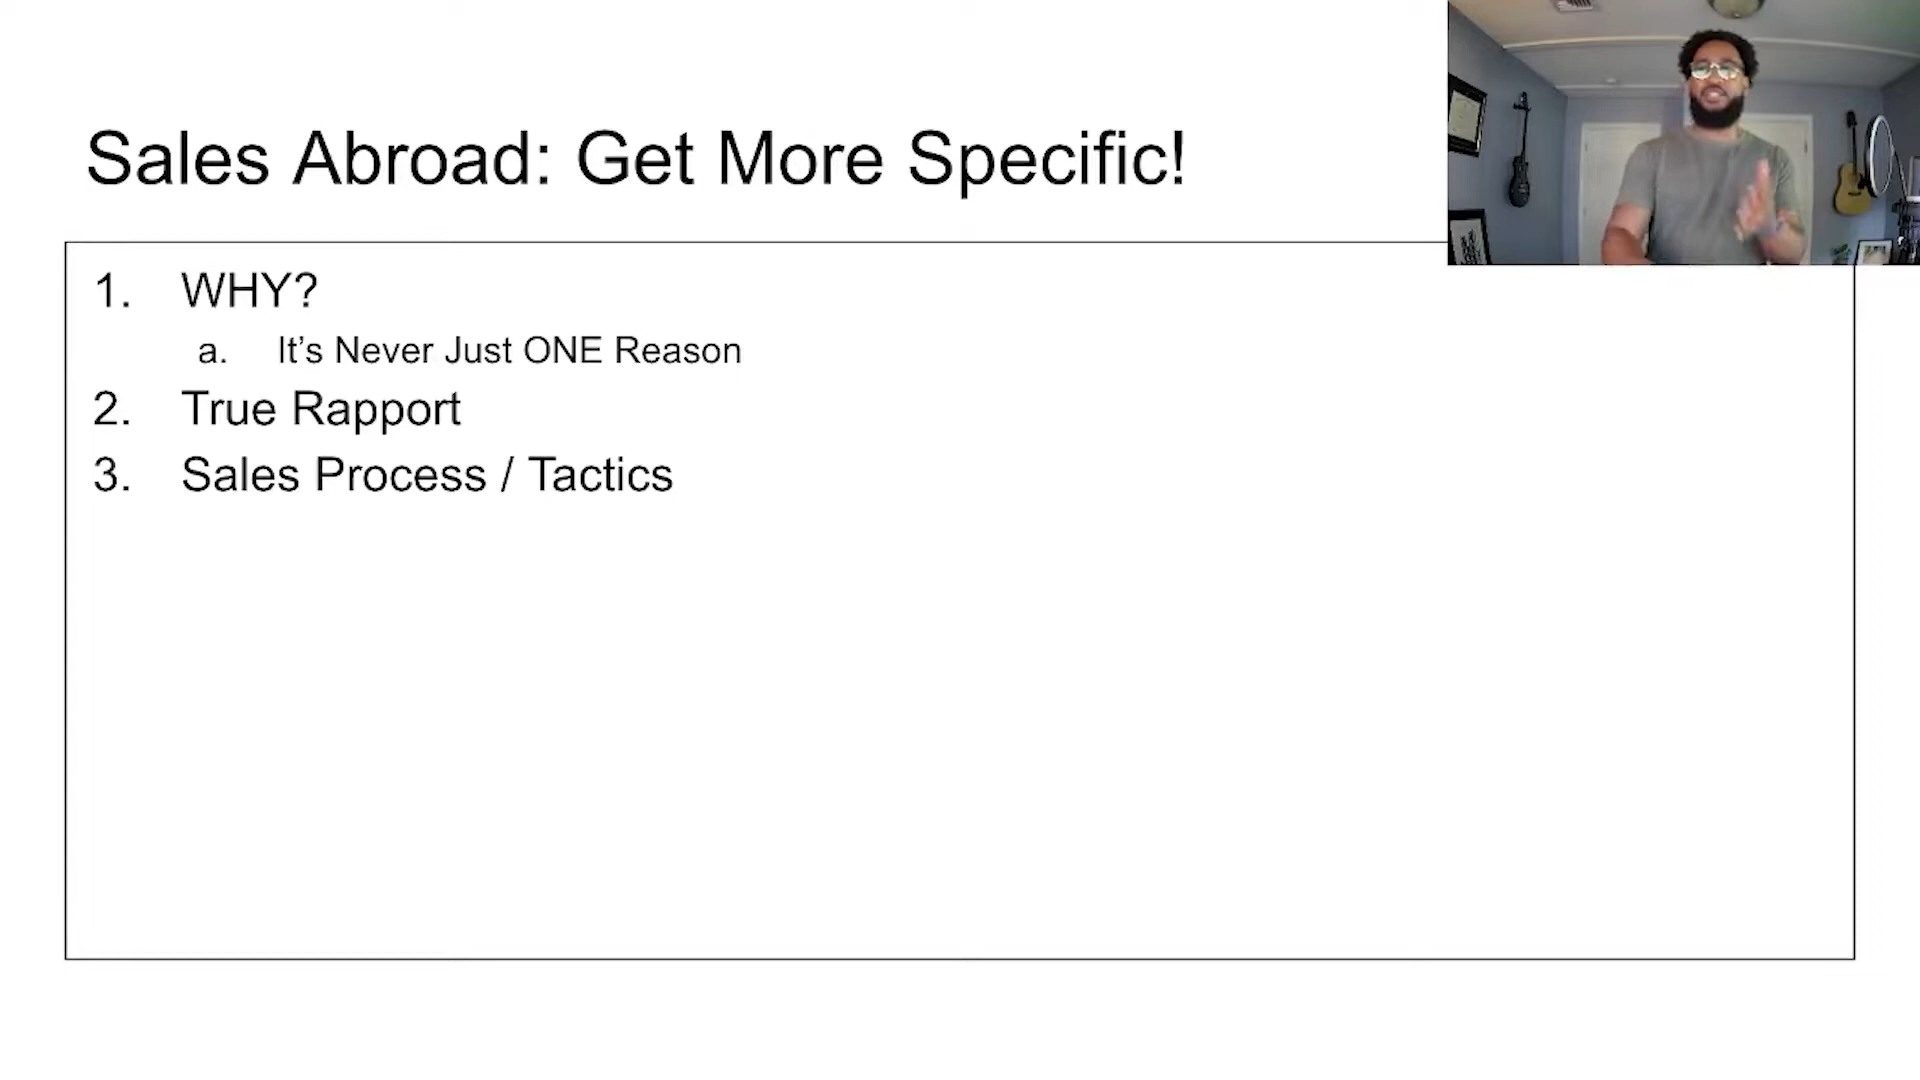 Sales Abroad: Get More Specific!
1. WHY?
a. It’s Never Just ONE Reason
2. True Rapport
3. Sales Process / Tactics